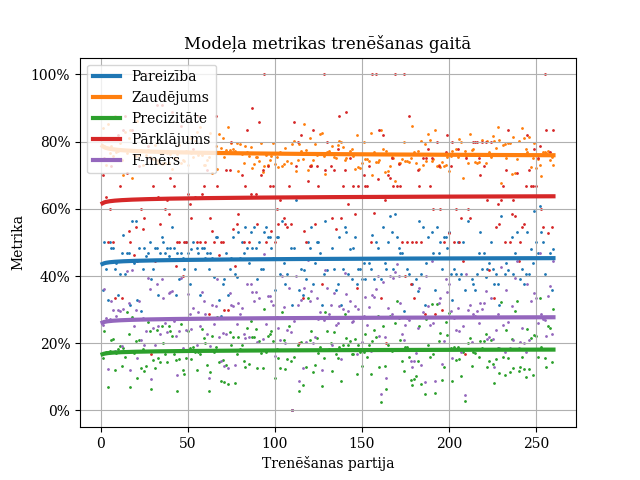 Modeļa metrikas trenēšanas gaitā
Pareizība
Zaudējums
Precizitāte
Pārklājums
F-mērs
100%
80%
60%
40%
20%
0%
Metrika
0
50
100
150
200
250
Trenēšanas partija